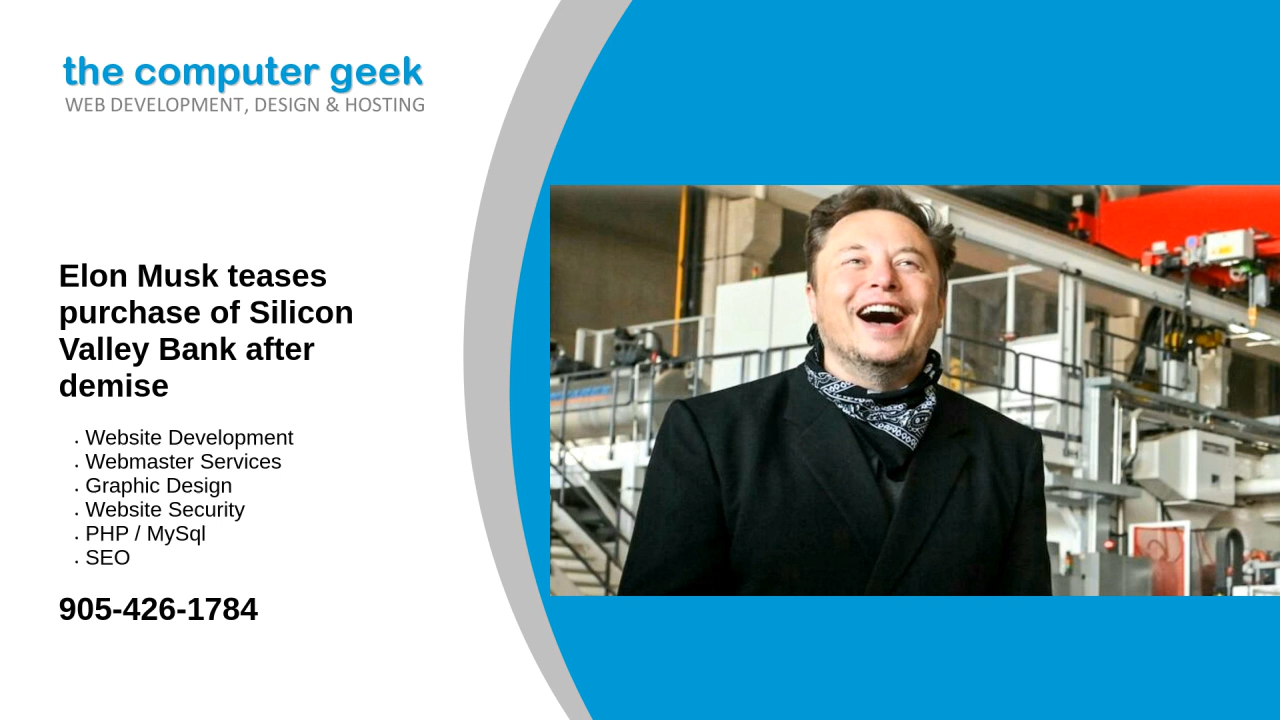 the computer geek
WEB DEVELOPMENT, DESIGN & HOSTING
Elon Musk teases
purchase of Silicon
Valley Bank after
demise
. Website Development
. Webmaster Services
. Graphic Design
. Website Security
. PHP / MySql
. SEO
905-426-1784